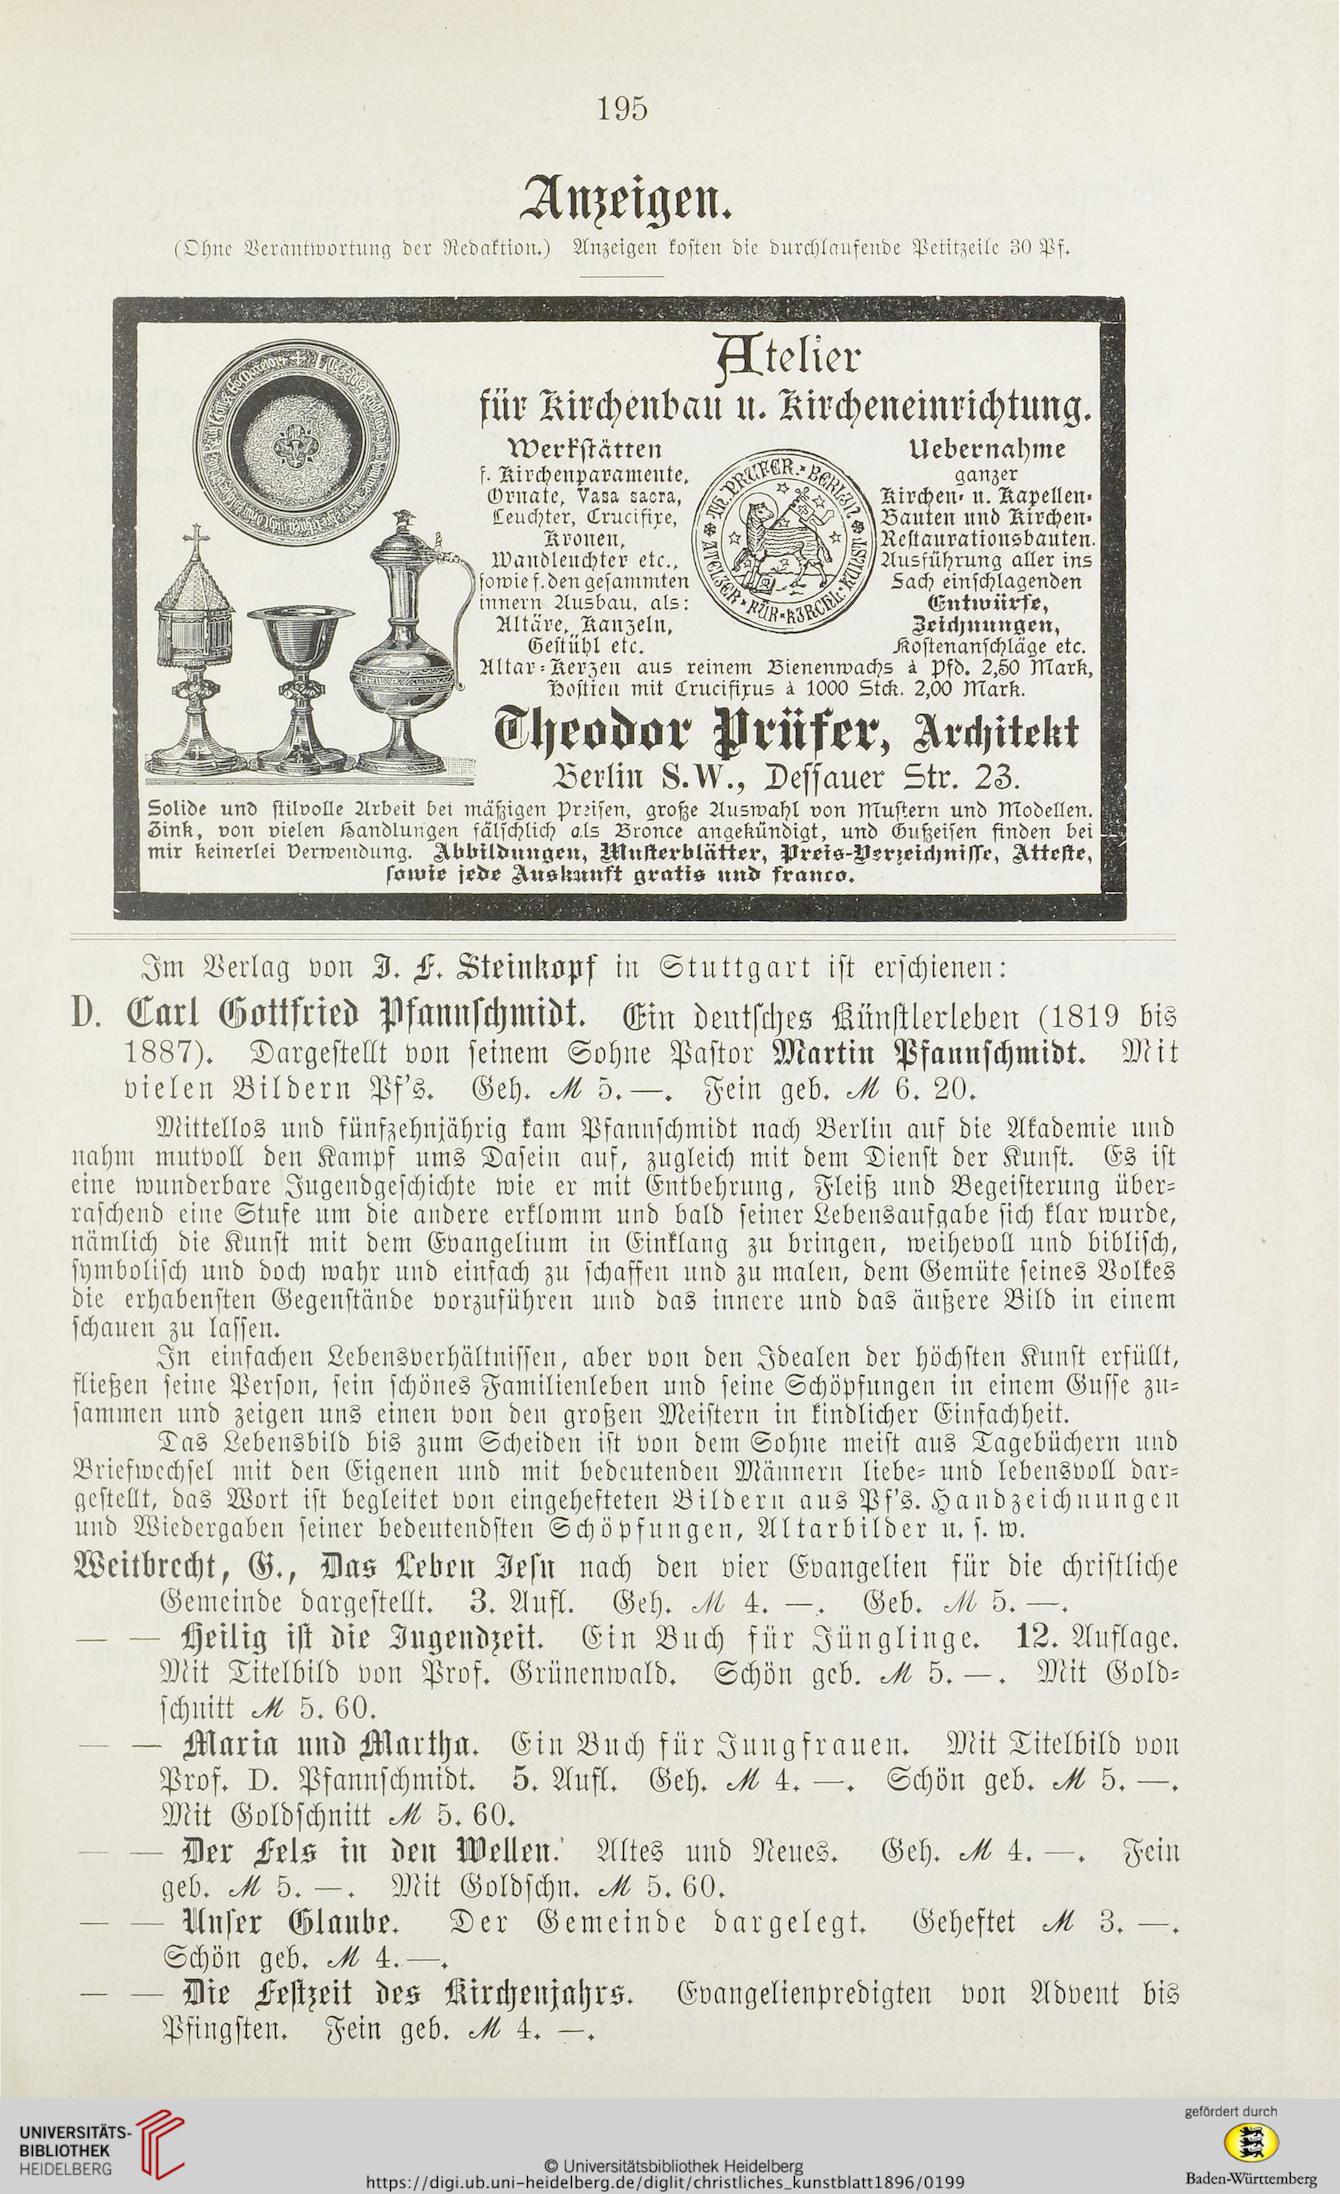 195
Anzeigen.
(Ohne Verantwortung der Redaktion.) Anzeigen kosten die durchlaufende Petitzeile 30 Pf.
Atelier
für Kirchenbau u. Kircheneinrichtung.
Werkstätten
f. Kirchenparamente,
Ornate, Vasa sacra,
Leuchter, Crucifixe,
Kronen,
Wandleuchter etc.,
sowie f. den gesammten
innern Ausbau, als:
Altäre, Kanzeln,
Gestühl etc.
TH. PRÜFER. BERLIN
ATELIER FÜR KIRCHL. KUNST
Uebernahme
ganzer
Kirchen- u. Kapellen-
Bauten und Kirchen-
Restaurationsbauten.
Ausführung aller ins
Fach einschlagenden
Entwürfe,
Zeichnungen,
Kostenanschläge etc.
Altar-Kerzen aus reinem Bienenwachs à Pfd. 2,50 Mark,
Hostien mit Crucifixus à 1000 Stck. 2,00 Mark.
Theodor Prüfer, Architekt
Berlin S.W., Dessauer Str. 23.
Solide und stilvolle Arbeit bei mäßigen Preisen, große Auswahl von Mustern und Modellen.
Zink, von vielen Handlungen fälschlich als Bronce angekündigt, und Gußeisen finden bei
mir keinerlei Verwendung. Abbildungen, Musterblätter, Preis-Verzeichnisse, Atteste,
sowie jede Auskunft gratis und franco.
Im Verlag von J. F. Steinkopf in Stuttgart ist erschienen:
D. Carl Gottfried Pfannschmidt. Ein deutsches Künstlerleben (1819 bis
1887). Dargestellt von seinem Sohne Pastor Martin Pfannschmidt. Mit
vielen Bildern Pf's. Geh. M 5. —. Fein geb. M 6. 20.
Mittellos und fünfzehnjährig kam Pfannschmidt nach Berlin auf die Akademie und
nahm mutvoll den Kampf ums Dasein auf, zugleich mit dem Dienst der Kunst. Es ist
eine wunderbare Jugendgeschichte wie er mit Entbehrung, Fleiß und Begeisterung über-
raschend eine Stufe um die andere erklomm und bald seiner Lebensaufgabe sich klar wurde,
nämlich die Kunst mit dem Evangelium in Einklang zu bringen, weihevoll und biblisch,
symbolisch und doch wahr und einfach zu schaffen und zu malen, dem Gemüte seines Volkes
die erhabensten Gegenstände vorzuführen und das innere und das äußere Bild in einem
schauen zu lassen.
In einfachen Lebensverhältnissen, aber von den Idealen der höchsten Kunst erfüllt,
fließen seine Person, sein schönes Familienleben und seine Schöpfungen in einem Gusse zu-
sammen und zeigen uns einen von den großen Meistern in kindlicher Einfachheit.
Das Lebensbild bis zum Scheiden ist von dem Sohne meist aus Tagebüchern und
Briefwechsel mit den Eigenen und mit bedeutenden Männern liebe- und lebensvoll dar-
gestellt, das Wort ist begleitet von eingehefteten Bildern aus Pf's. Handzeichnungen
und Wiedergaben seiner bedeutendsten Schöpfungen, Altarbilder u. s. w.
Weitbrecht, G., Das Leben Jesu nach den vier Evangelien für die christliche
Gemeinde dargestellt. 3. Aufl. Geh. M 4. —. Geb. M 5. —.
— — Heilig ist die Jugendzeit. Ein Buch für Jünglinge. 12. Auflage.
Mit Titelbild von Prof. Grünenwald. Schön geb. M 5. —. Mit Gold-
schnitt M 5. 60.
— — Maria und Martha. Ein Buch für Jungfrauen. Mit Titelbild von
Prof. D. Pfannschmidt. 5. Aufl. Geh. M 4. —. Schön geb. M 5. —.
Mit Goldschnitt M 5. 60.
— — Der Fels in den Wellen. Altes und Neues. Geh. M 4. —. Fein
geb. M 5. —. Mit Goldschn. M 5. 60.
— — Unser Glaube. Der Gemeinde dargelegt. Geheftet M 3. —.
Schön geb. M 4. —.
— — Die Festzeit des Kirchenjahrs. Evangelienpredigten von Advent bis
Pfingsten. Fein geb. M 4. —.
UNIVERSITÄTS-
BIBLIOTHEK
HEIDELBERG
© Universitätsbibliothek Heidelberg
https://digi.ub.uni-heidelberg.de/diglit/christliches_kunstblatt1896/0199
gefördert durch
Baden-Württemberg